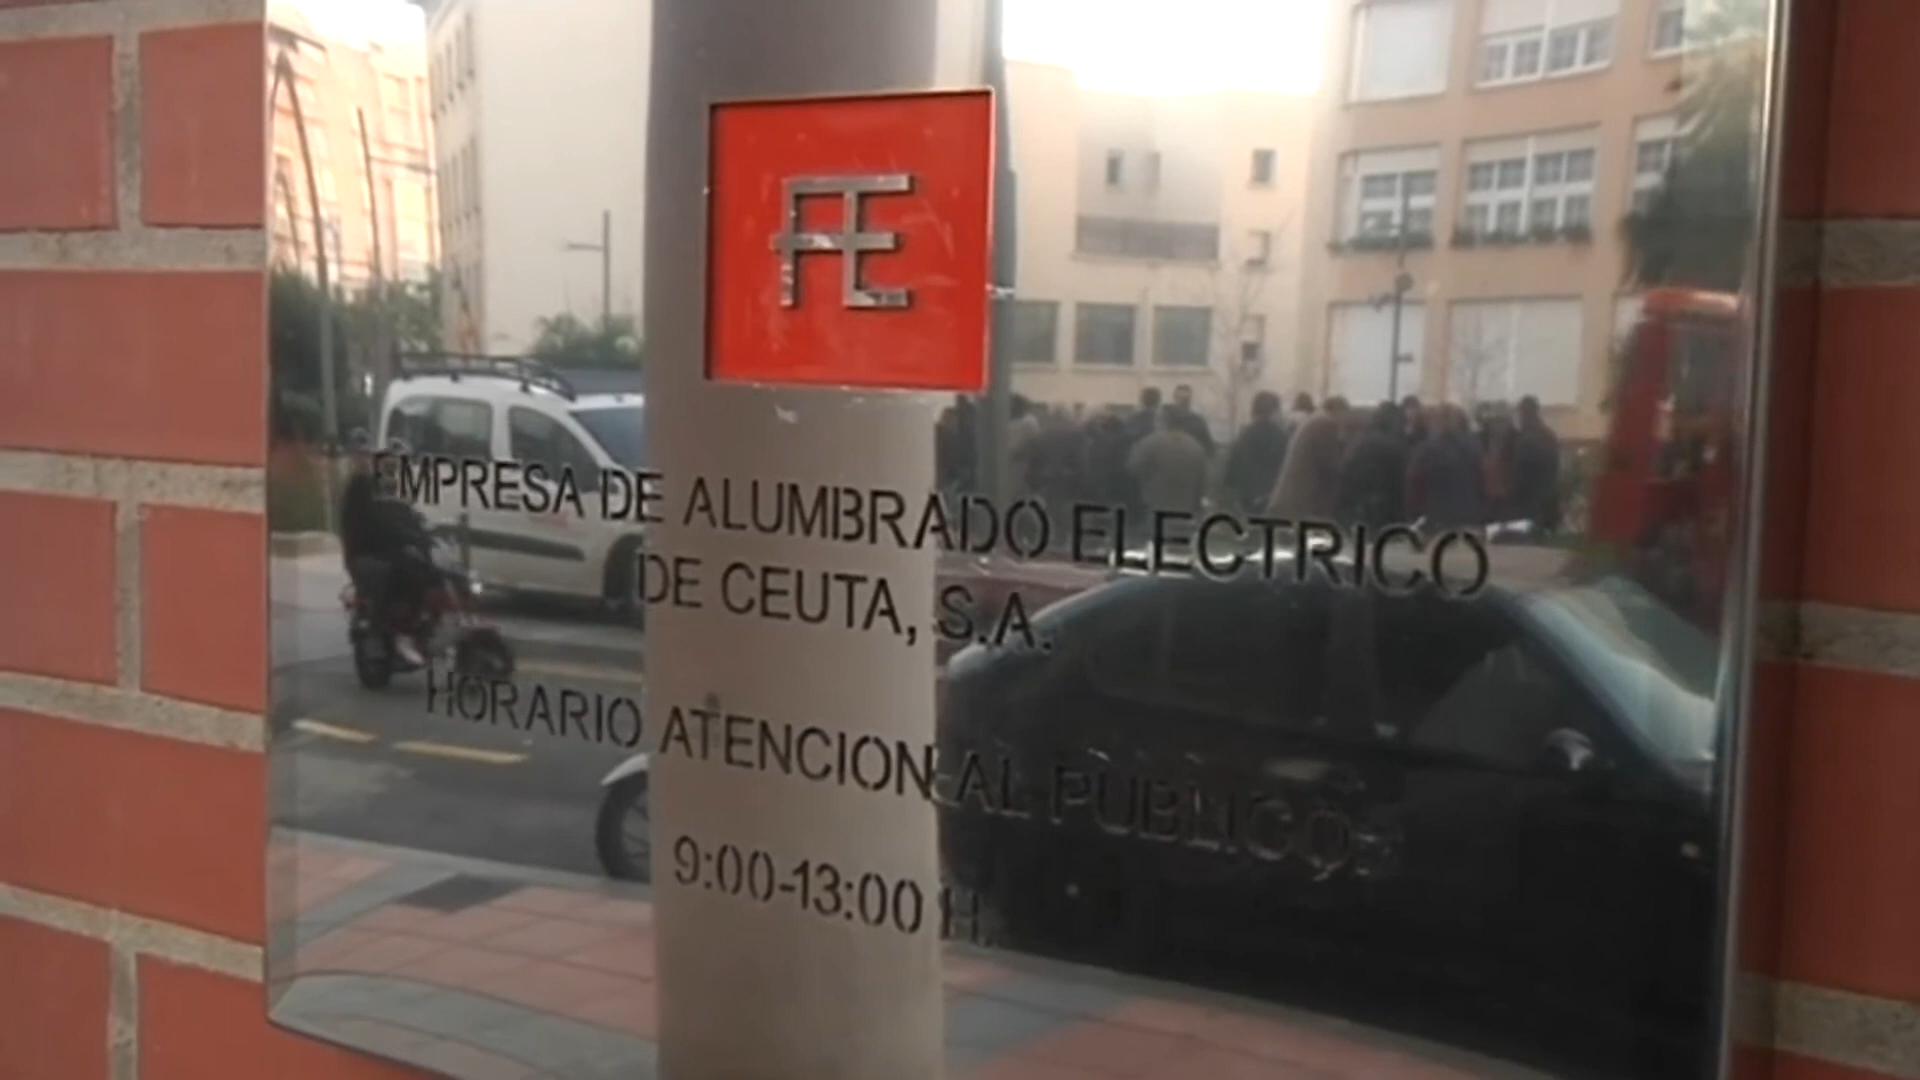 FE
EMPRESA DE ALUMBRADO ELECTRICO
DE CEUTA, S.A.
HORARIO ATENCION AL PUBLICO:
9:00-13:00 H.